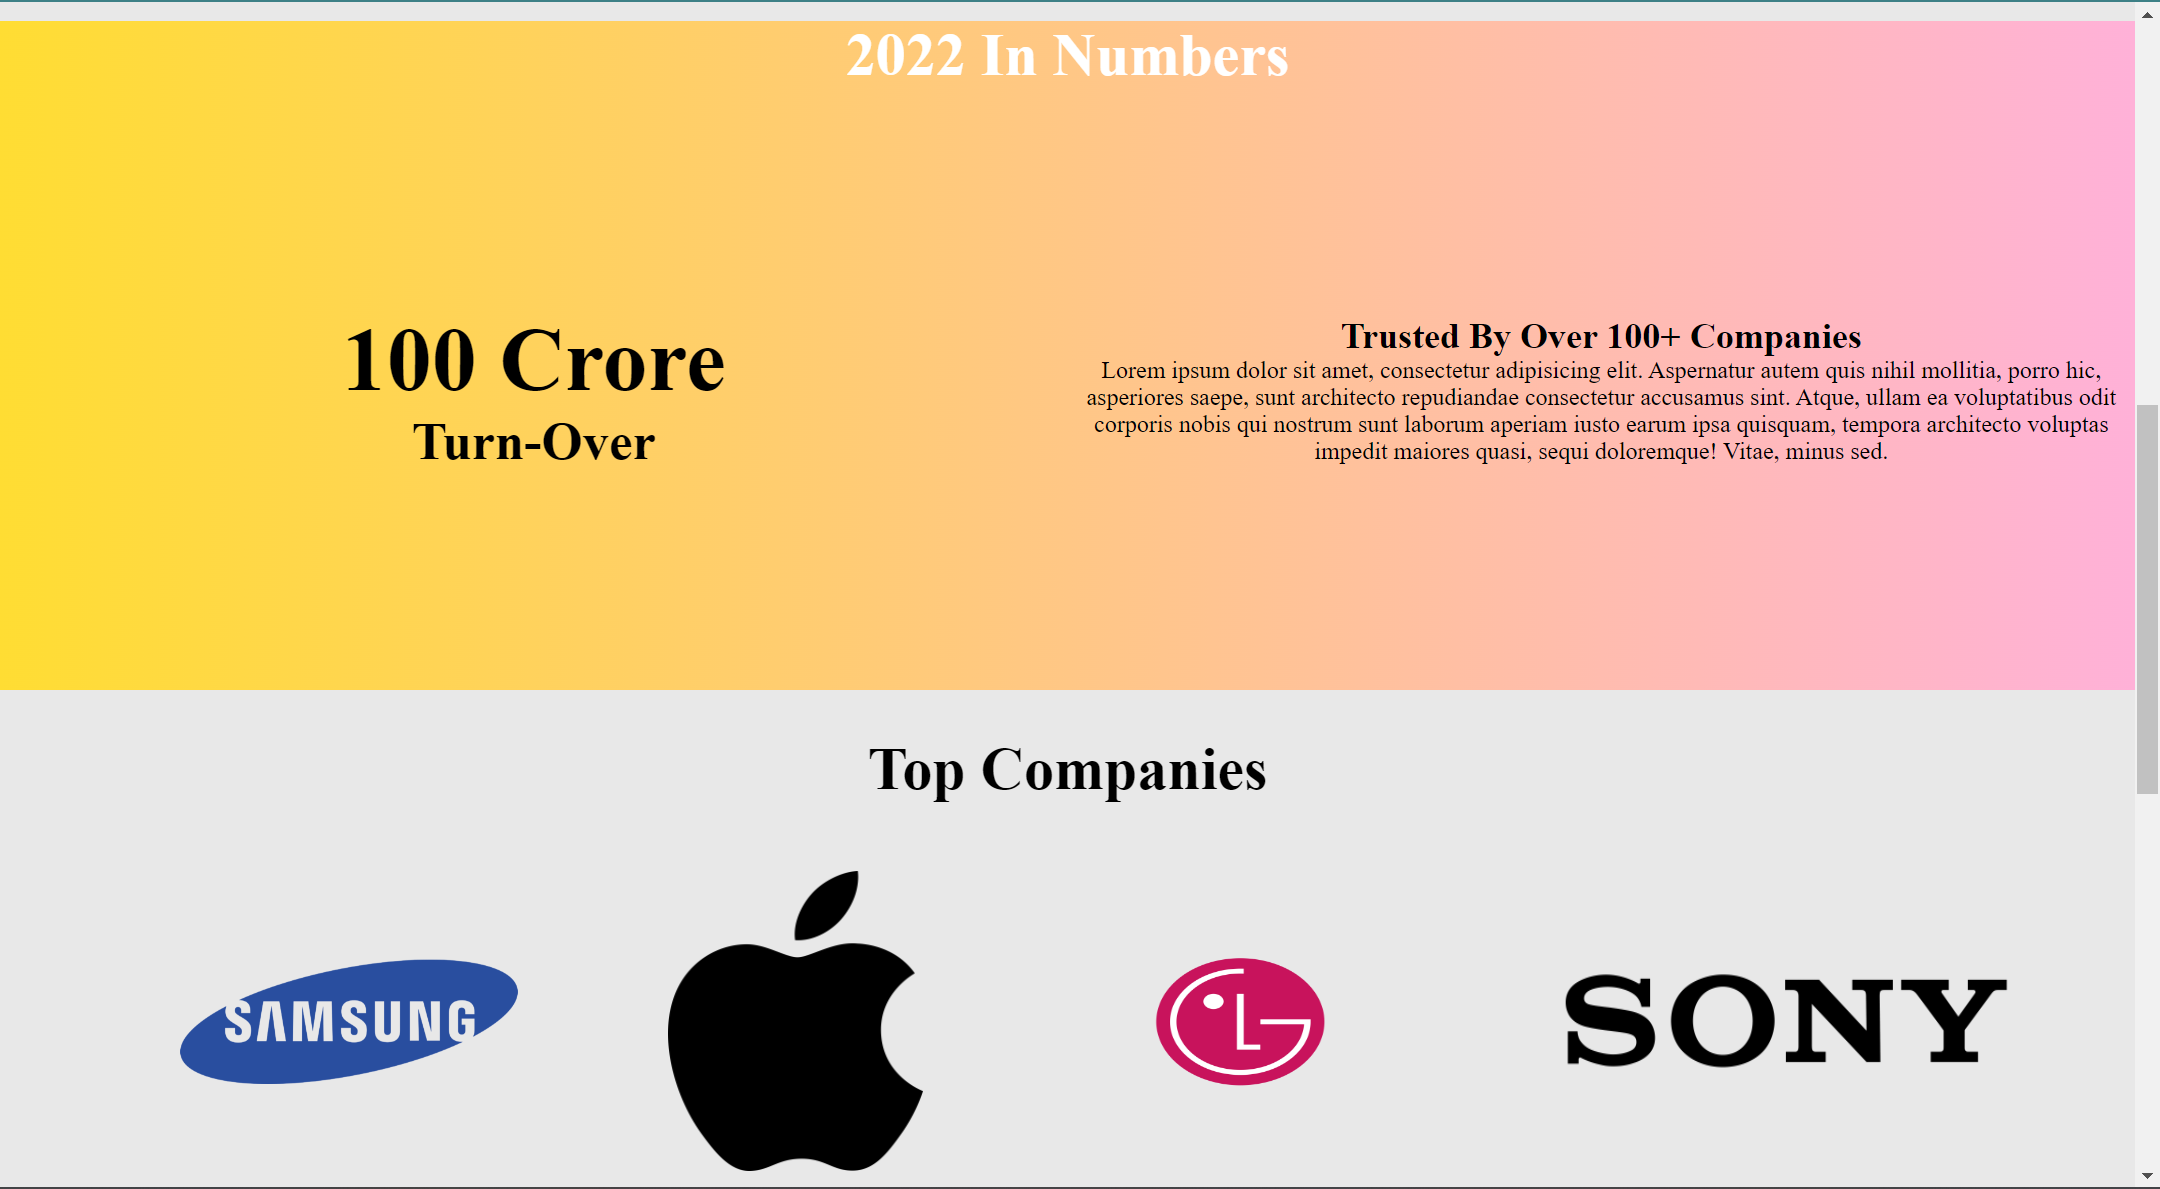 2022 In Numbers
100 Crore
Turn-Over
Trusted By Over 100+ Companies
Lorem ipsum dolor sit amet, consectetur adipisicing elit. Aspernatur autem quis nihil mollitia, porro hic,
asperiores saepe, sunt architecto repudiandae consectetur accusamus sint. Atque, ullam ea voluptatibus odit
corporis nobis qui nostrum sunt laborum aperiam iusto earum ipsa quisquam, tempora architecto voluptas
impedit maiores quasi, sequi doloremque! Vitae, minus sed.
Top Companies
SAMSUNG
LG
SONY